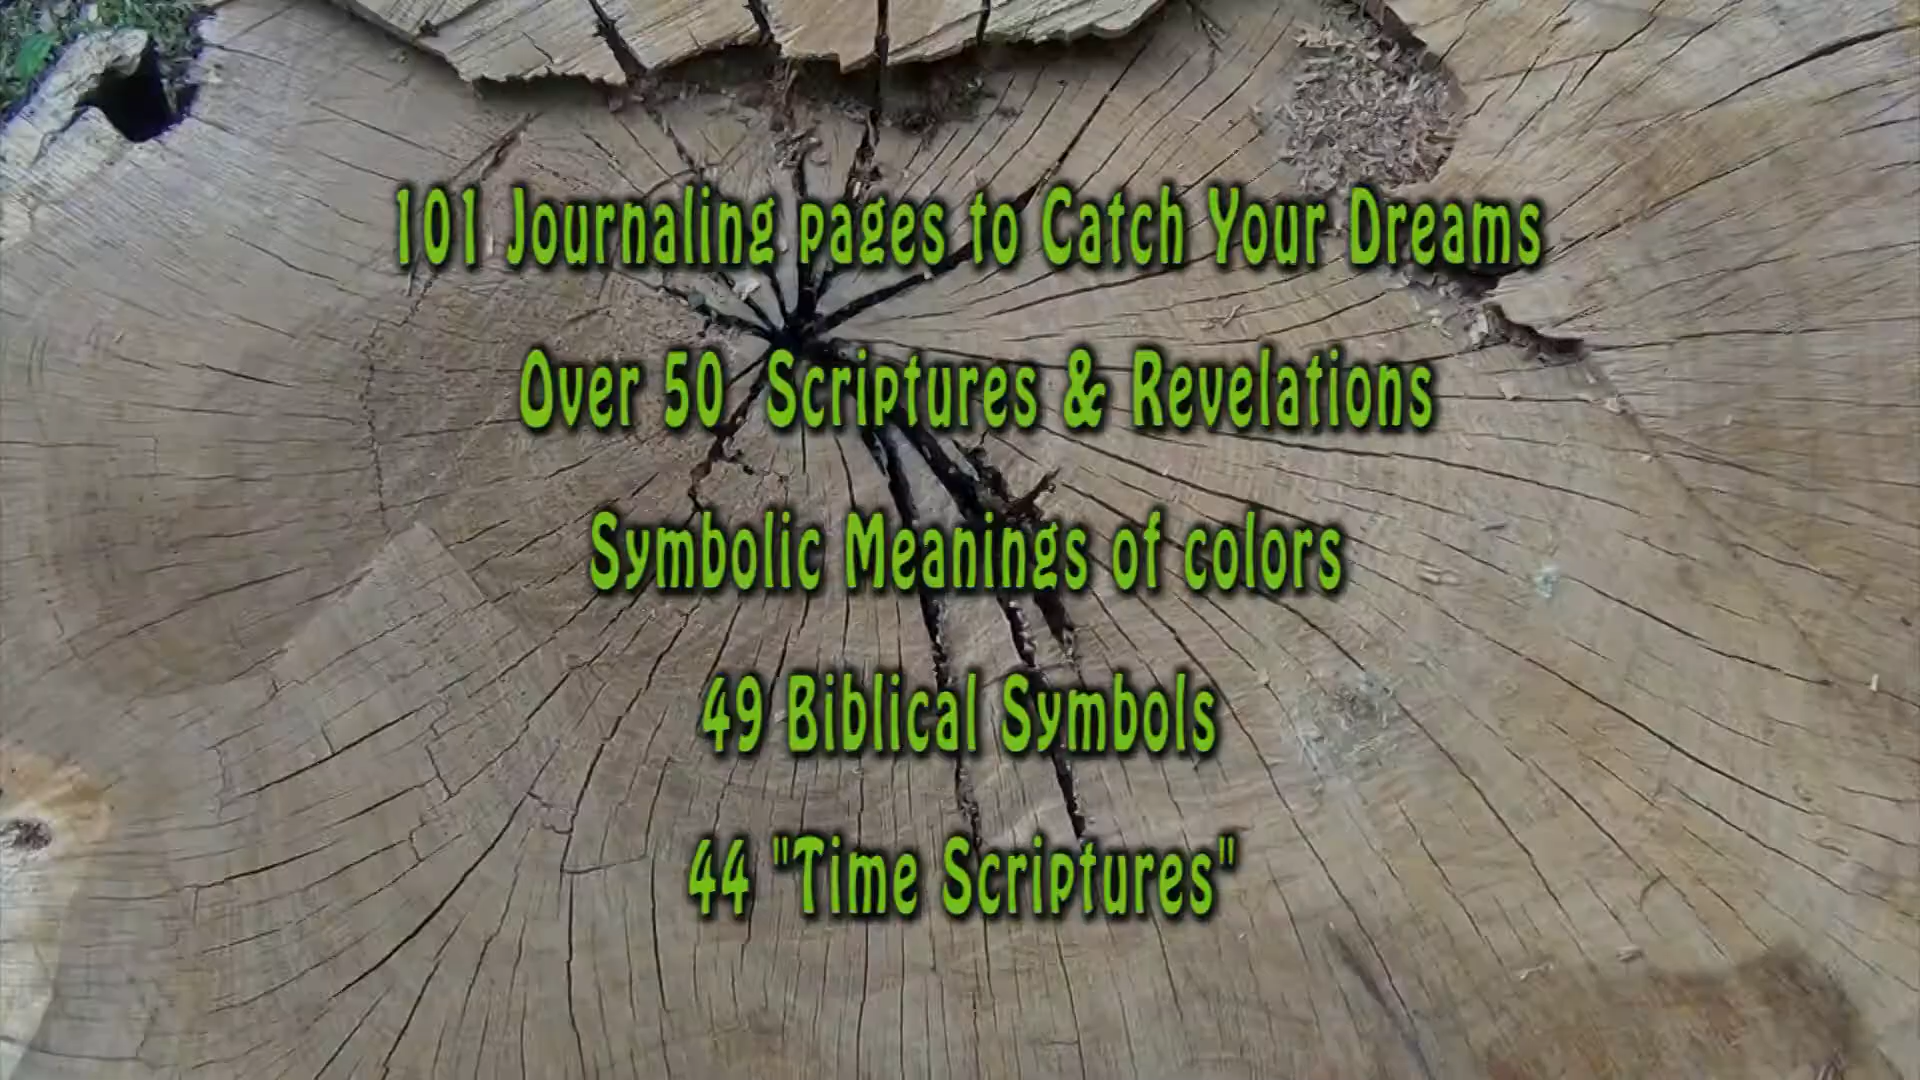 101 Journaling pages to Catch Your Dreams
Over 50 Scriptures & Revelations
Symbolic Meanings of colors
49 Biblical Symbols
44 "Time Scriptures"